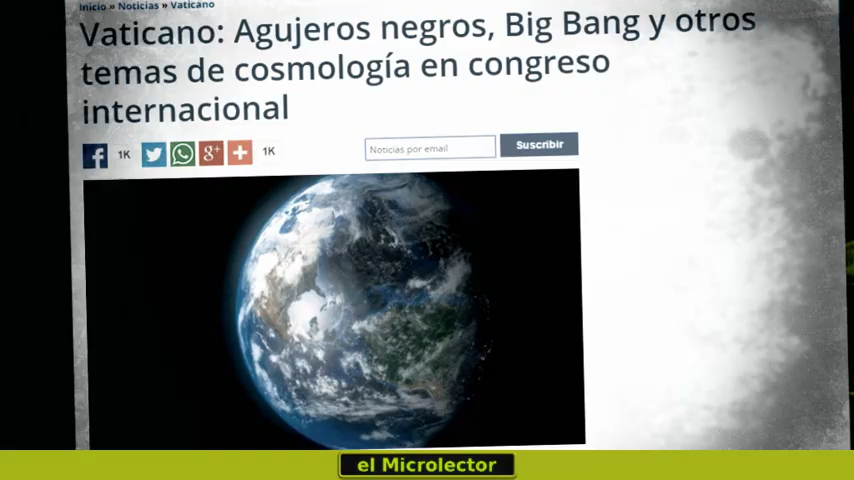 Inicio » Noticias » Vaticano
Vaticano: Agujeros negros, Big Bang y otros
temas de cosmología en congreso
internacional
f 1K g+ + 1K Noticias por email Suscribir
el Microlector